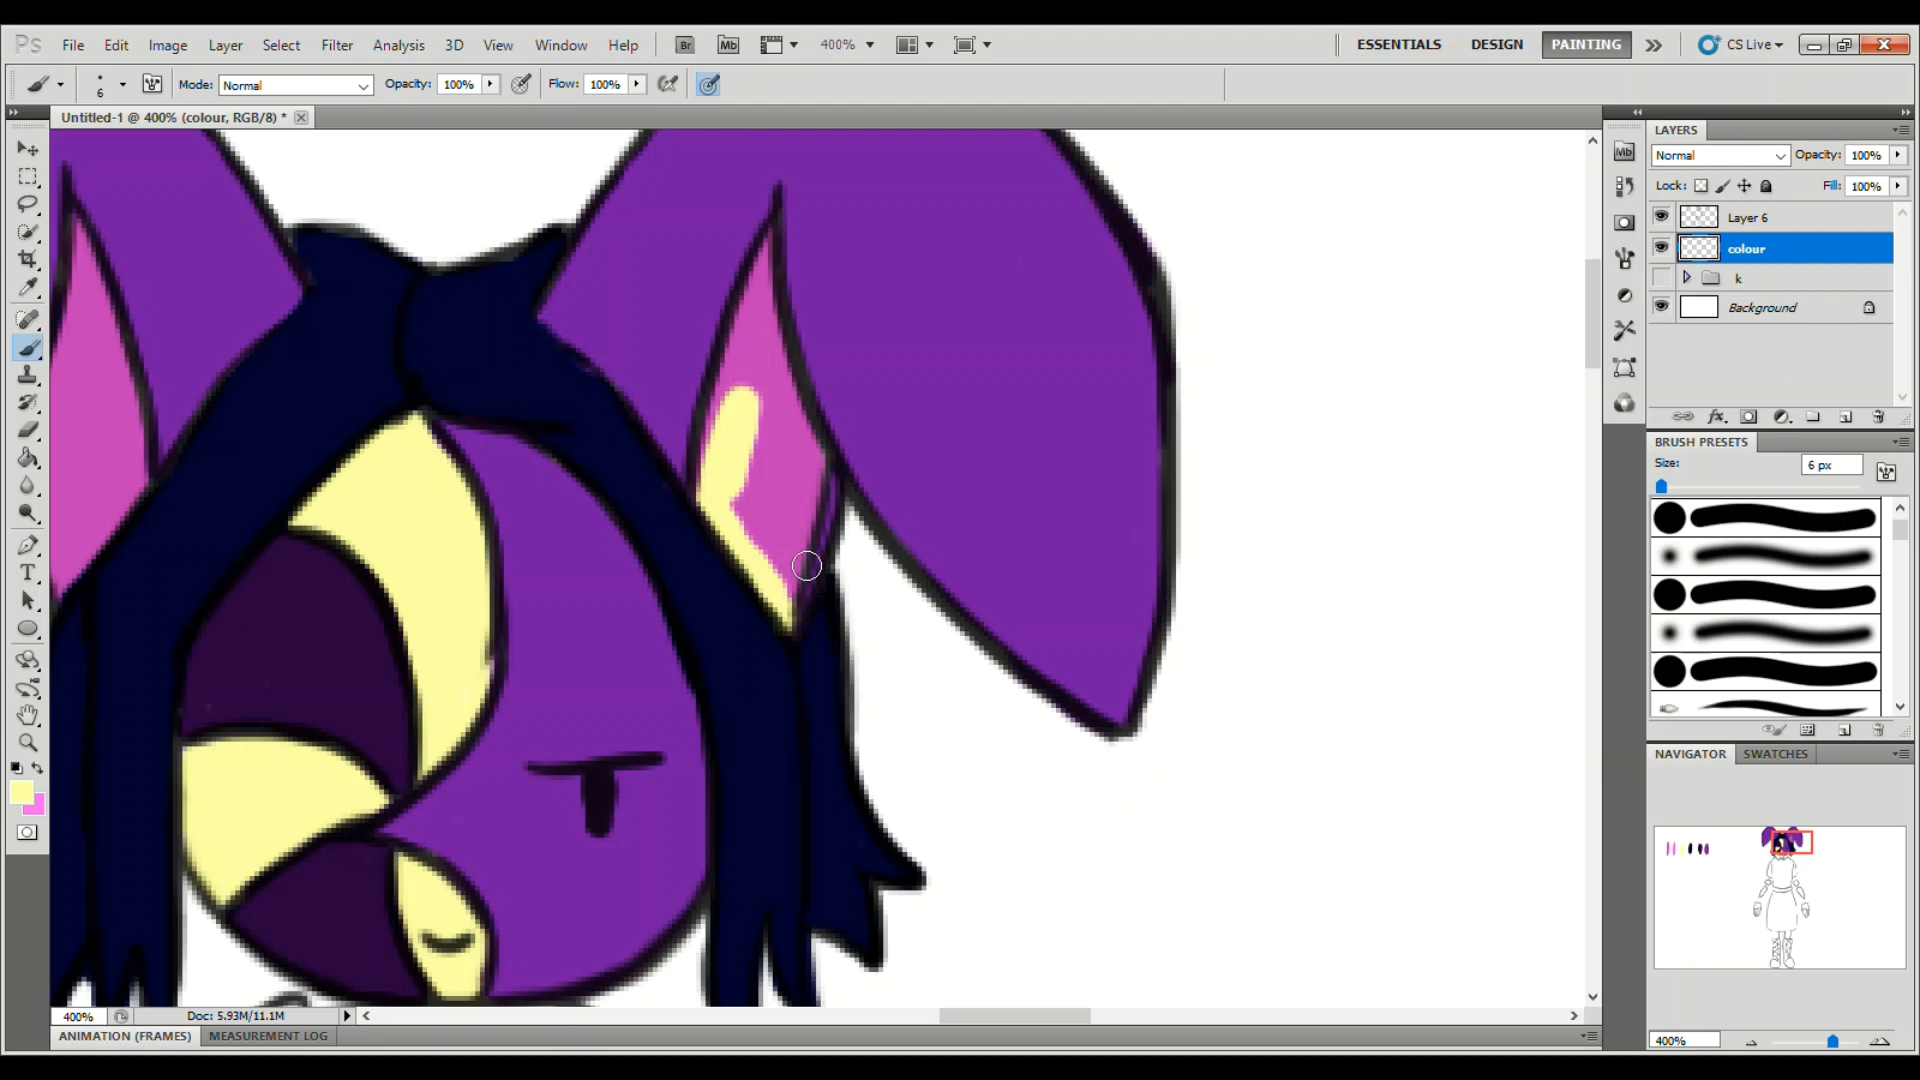 Ps File Edit Image Layer Select Filter Analysis 3D View Window Help Br Mb 400% ESSENTIALS DESIGN PAINTING CS Live
6 Mode: Normal Opacity: 100% Flow: 100%
Untitled-1 @ 400% (colour, RGB/8) *
LAYERS
Normal Opacity: 100%
Lock: Fill: 100%
Layer 6
colour
k
Background
fx
BRUSH PRESETS
Size: 6 px
Mb
T
NAVIGATOR SWATCHES
400% Doc: 5.93M/11.1M
ANIMATION (FRAMES) MEASUREMENT LOG
400%